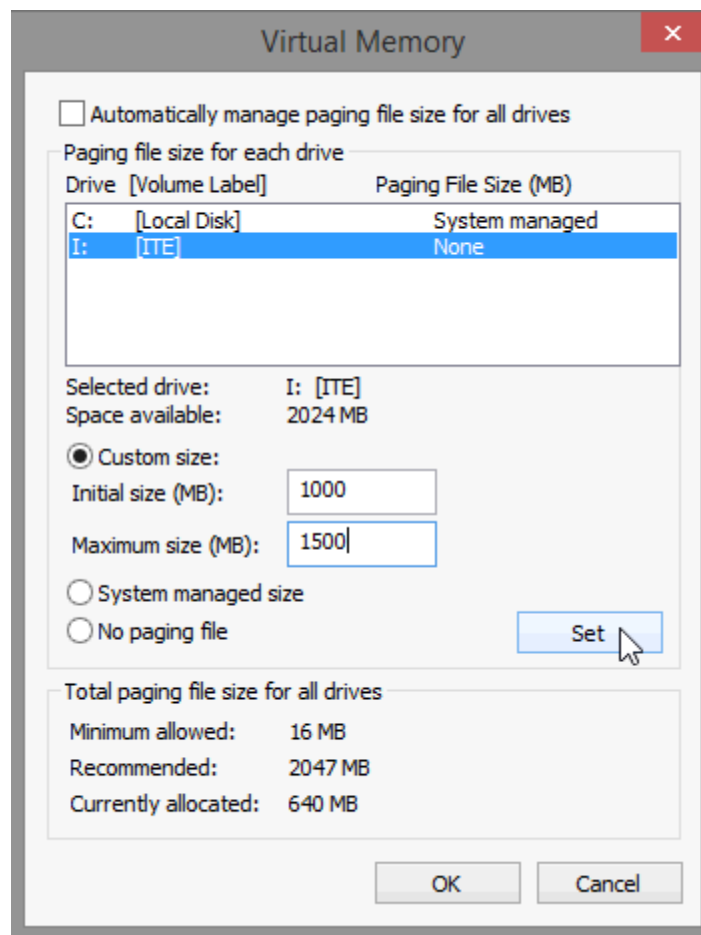 Virtual Memory
Automatically manage paging file size for all drives
Paging file size for each drive
Drive [Volume Label] Paging File Size (MB)
C: [Local Disk] System managed
I: [ITE] None
Selected drive: I: [ITE]
Space available: 2024 MB
Custom size:
Initial size (MB): 1000
Maximum size (MB): 1500
System managed size
No paging file Set
Total paging file size for all drives
Minimum allowed: 16 MB
Recommended: 2047 MB
Currently allocated: 640 MB
OK Cancel